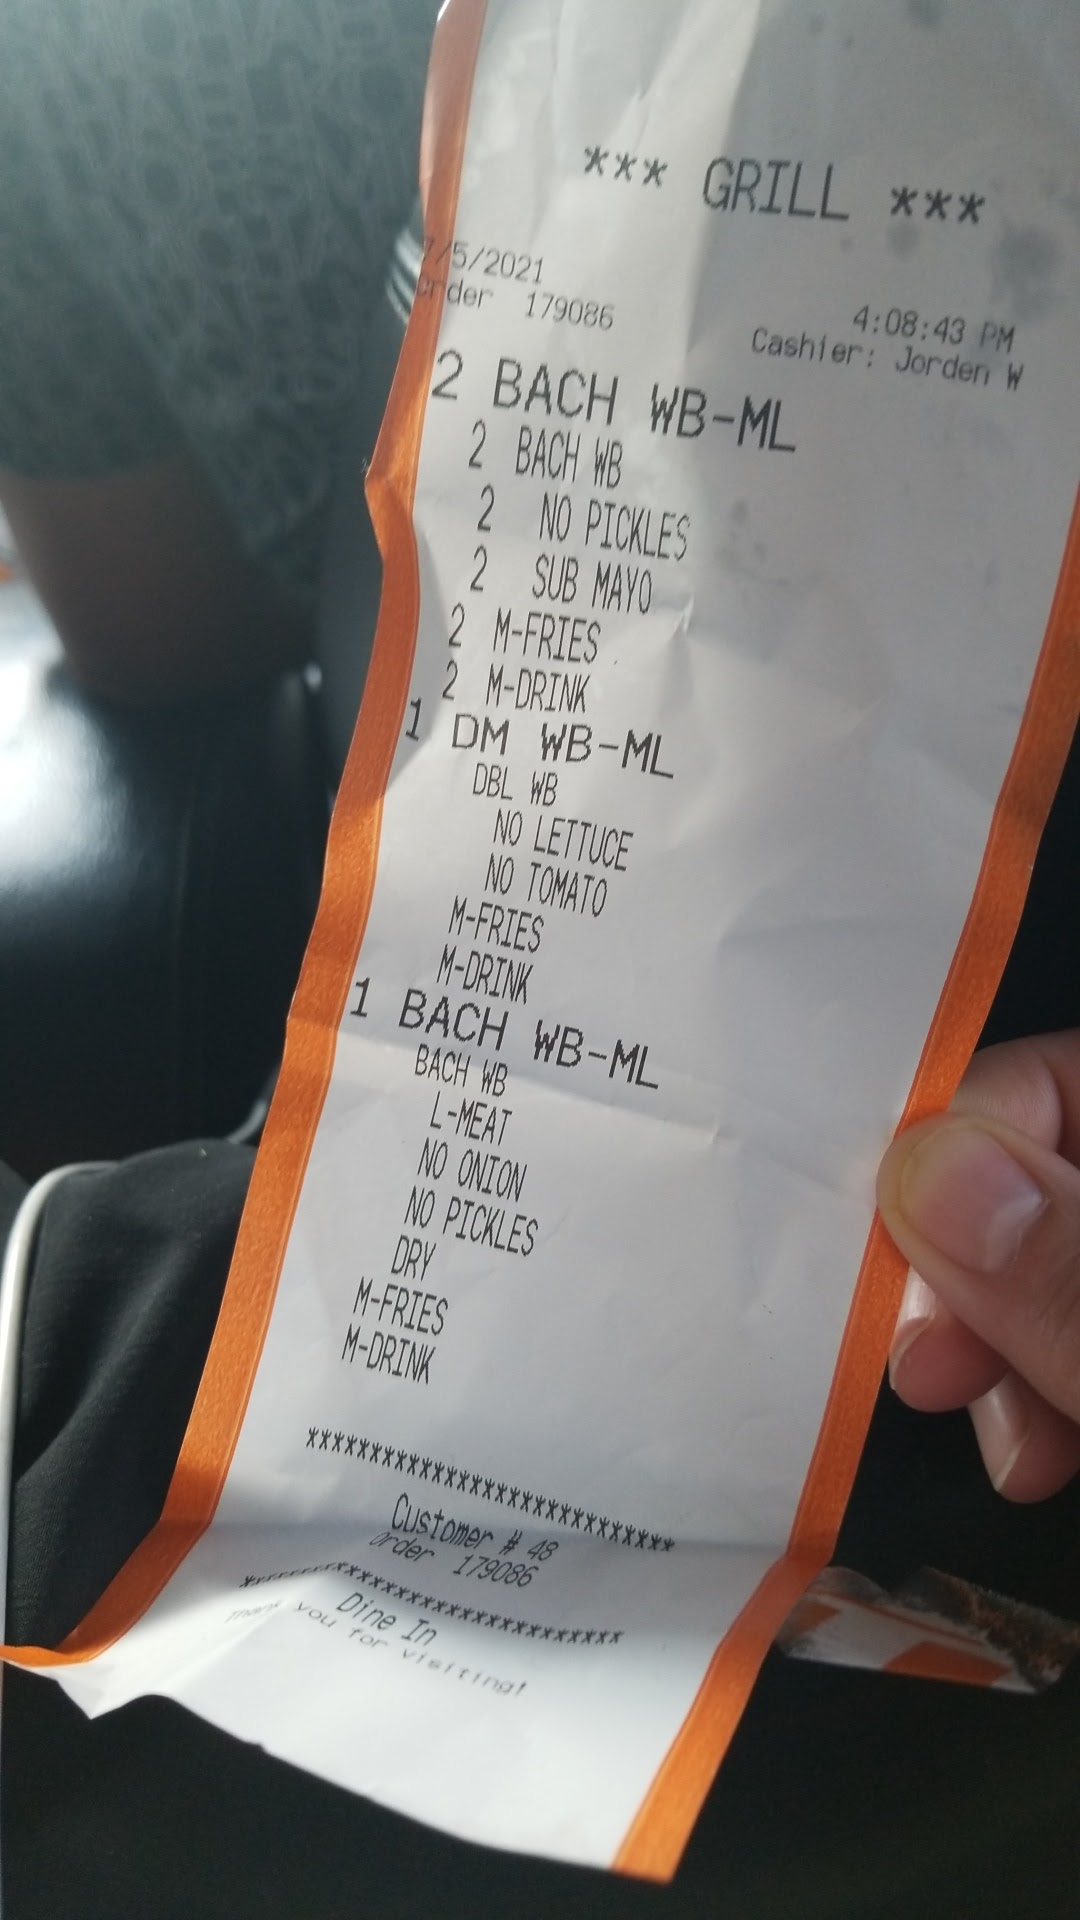 *** GRILL ***
7/5/2021
4:08:43 PM
Order 179086
Cashier: Jorden W
2 BACH WB-ML
2 BACH WB
2 NO PICKLES
2 SUB MAYO
2 M-FRIES
2 M-DRINK
1 DM WB-ML
DBL WB
NO LETTUCE
NO TOMATO
M-FRIES
M-DRINK
1 BACH WB-ML
BACH WB
L-MEAT
NO ONION
NO PICKLES
DRY
M-FRIES
M-DRINK
******************************
Customer # 48
Order 179086
******************************
Dine In
Thank you for visiting!